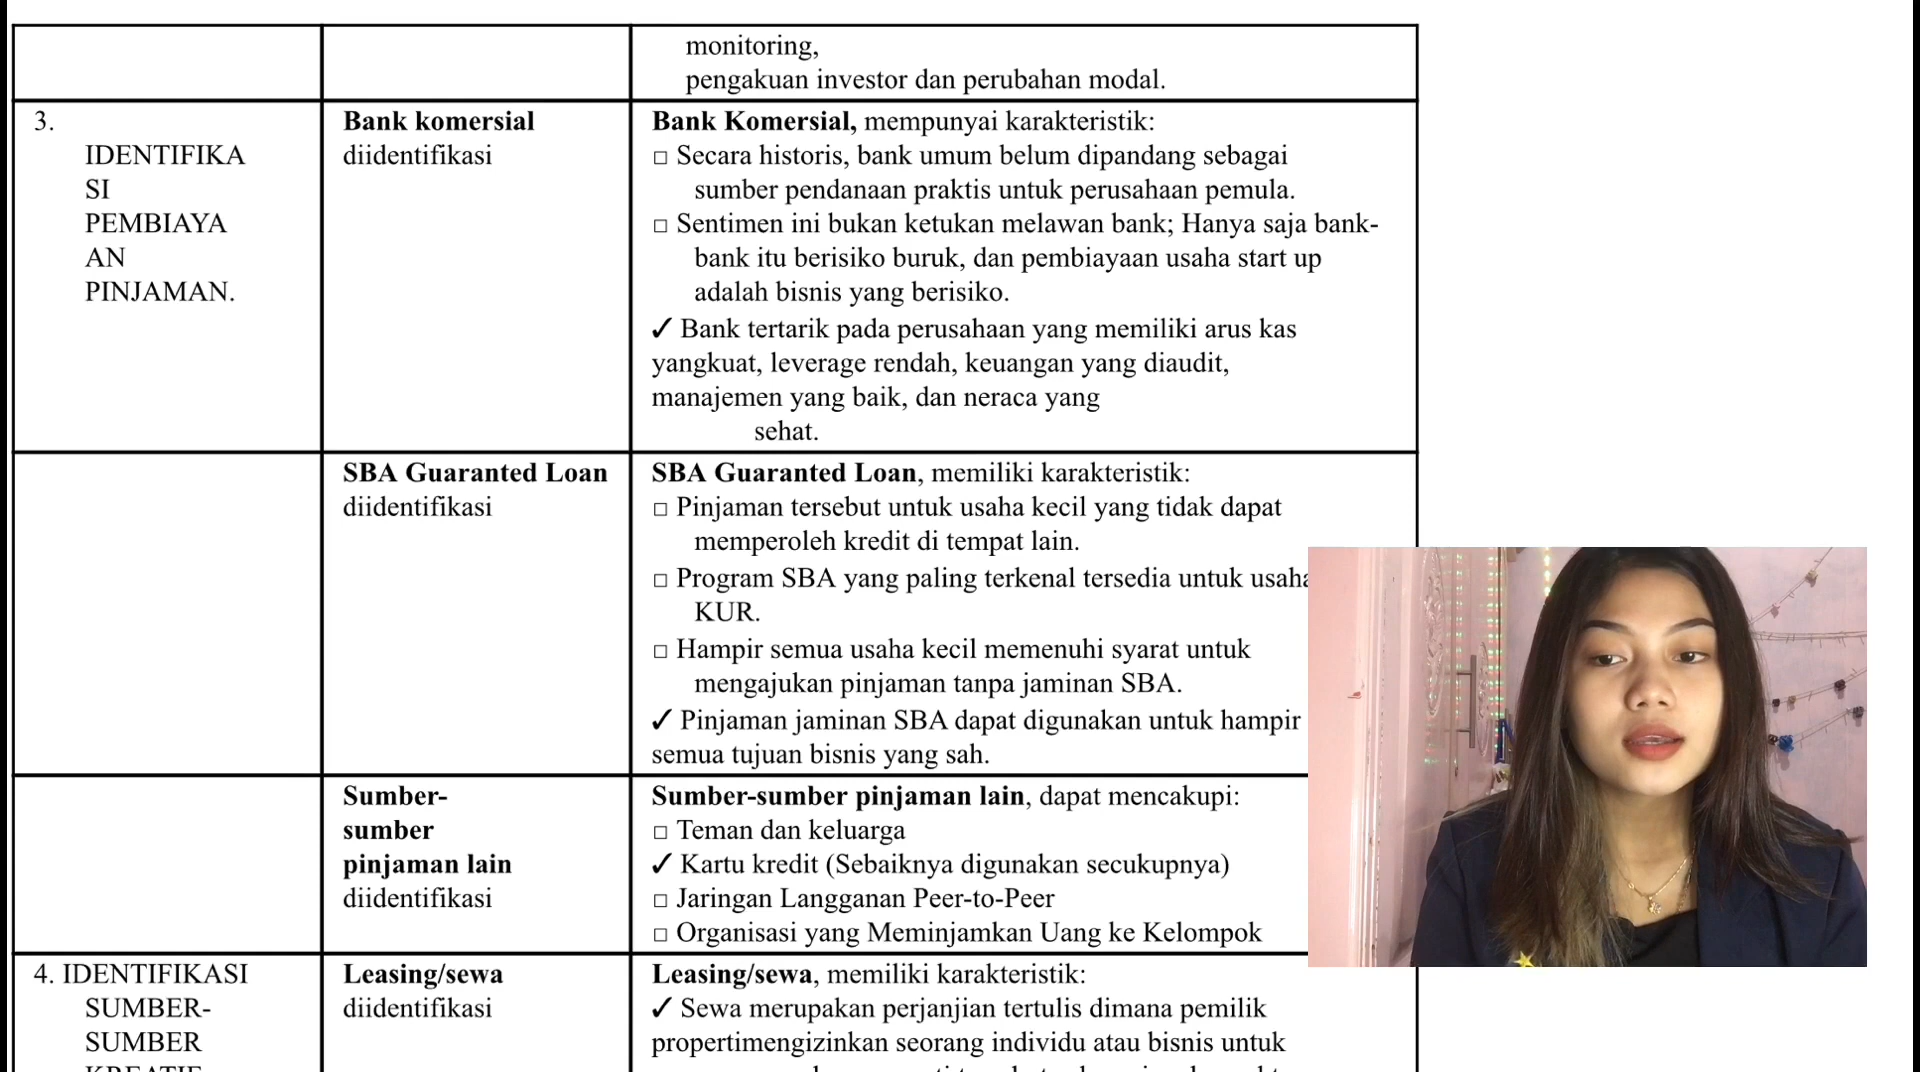 monitoring,
pengakuan investor dan perubahan modal.
3.
IDENTIFIKA
SI
PEMBIAYA
AN
PINJAMAN.
Bank komersial
diidentifikasi
Bank Komersial, mempunyai karakteristik:
□ Secara historis, bank umum belum dipandang sebagai
sumber pendanaan praktis untuk perusahaan pemula.
□ Sentimen ini bukan ketukan melawan bank; Hanya saja bank-
bank itu berisiko buruk, dan pembiayaan usaha start up
adalah bisnis yang berisiko.
✓ Bank tertarik pada perusahaan yang memiliki arus kas
yangkuat, leverage rendah, keuangan yang diaudit,
manajemen yang baik, dan neraca yang
sehat.
SBA Guaranted Loan
diidentifikasi
SBA Guaranted Loan, memiliki karakteristik:
□ Pinjaman tersebut untuk usaha kecil yang tidak dapat
memperoleh kredit di tempat lain.
□ Program SBA yang paling terkenal tersedia untuk usaha
KUR.
□ Hampir semua usaha kecil memenuhi syarat untuk
mengajukan pinjaman tanpa jaminan SBA.
✓ Pinjaman jaminan SBA dapat digunakan untuk hampir
semua tujuan bisnis yang sah.
Sumber-
sumber
pinjaman lain
diidentifikasi
Sumber-sumber pinjaman lain, dapat mencakupi:
□ Teman dan keluarga
✓ Kartu kredit (Sebaiknya digunakan secukupnya)
□ Jaringan Langganan Peer-to-Peer
□ Organisasi yang Meminjamkan Uang ke Kelompok
4. IDENTIFIKASI
SUMBER-
SUMBER
KREATIF
Leasing/sewa
diidentifikasi
Leasing/sewa, memiliki karakteristik:
✓ Sewa merupakan perjanjian tertulis dimana pemilik
propertimengizinkan seorang individu atau bisnis untuk